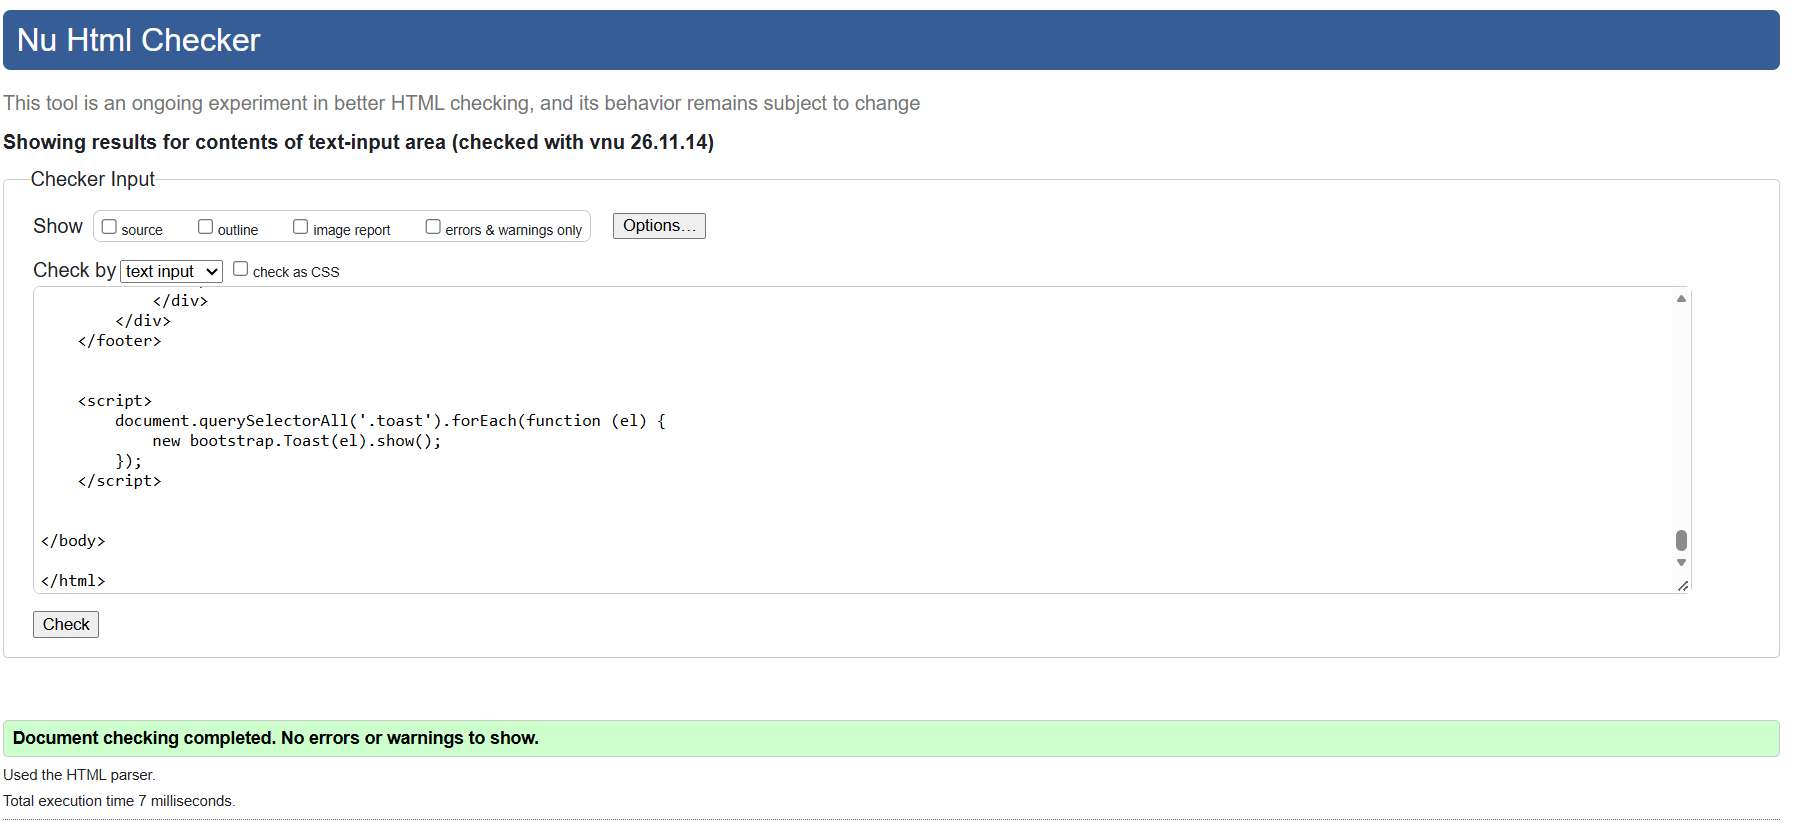 Nu Html Checker
This tool is an ongoing experiment in better HTML checking, and its behavior remains subject to change
Showing results for contents of text-input area (checked with vnu 26.11.14)
Checker Input
Show source outline image report errors & warnings only Options…
Check by text input check as CSS
</div>
</div>
</footer>
<script>
document.querySelectorAll('.toast').forEach(function (el) {
new bootstrap.Toast(el).show();
});
</script>
</body>
</html>
Check
Document checking completed. No errors or warnings to show.
Used the HTML parser.
Total execution time 7 milliseconds.